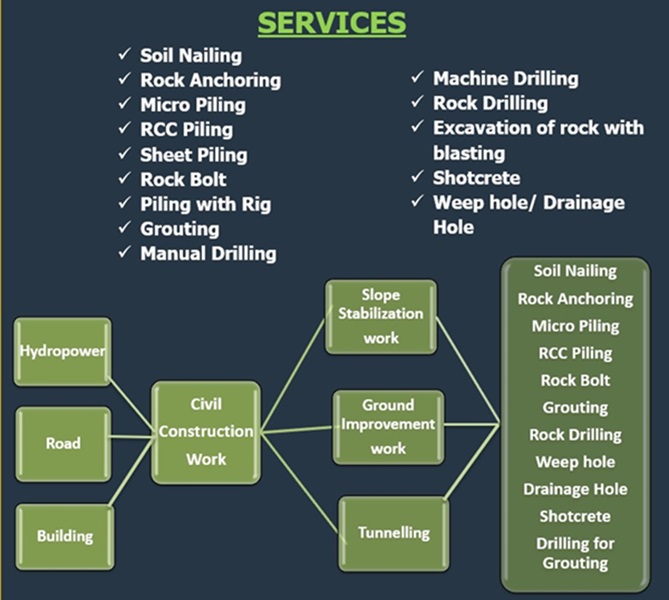 SERVICES
✓ Soil Nailing
✓ Rock Anchoring
✓ Micro Piling
✓ RCC Piling
✓ Sheet Piling
✓ Rock Bolt
✓ Piling with Rig
✓ Grouting
✓ Manual Drilling
✓ Machine Drilling
✓ Rock Drilling
✓ Excavation of rock with
blasting
✓ Shotcrete
✓ Weep hole/ Drainage
Hole
Hydropower
Road
Building
Civil
Construction
Work
Slope
Stabilization
work
Ground
Improvement
work
Tunnelling
Soil Nailing
Rock Anchoring
Micro Piling
RCC Piling
Rock Bolt
Grouting
Rock Drilling
Weep hole
Drainage Hole
Shotcrete
Drilling for
Grouting